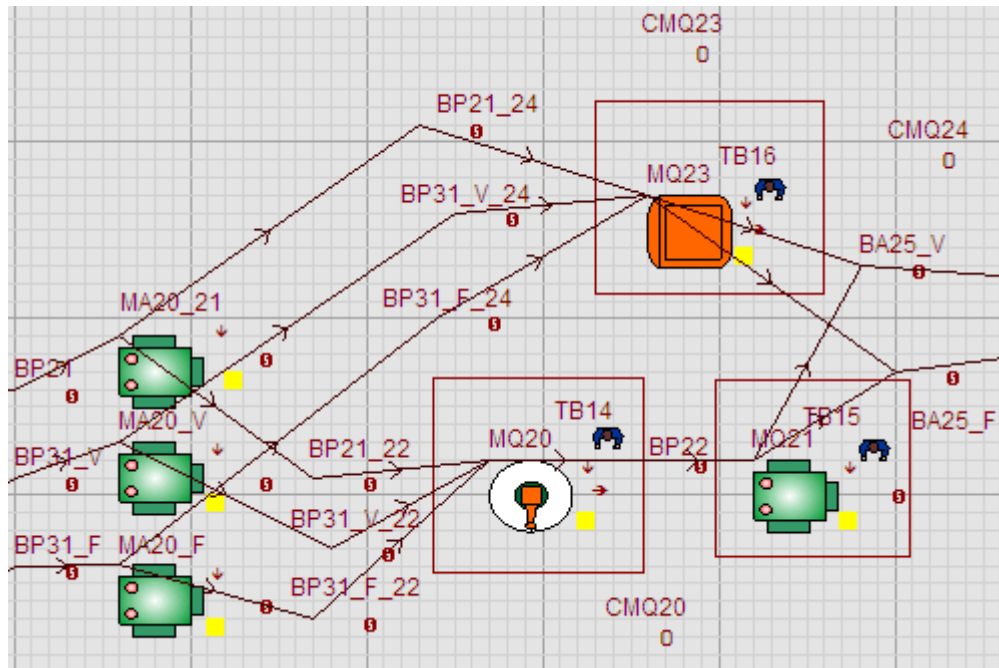 CMQ23
0
BP21_24
CMQ24
0
TB16
MQ23
BP31_V_24
BA25_V
BP31_F_24
MA20_21
BP21
MA20_V
TB14
TB15
BA25_F
MQ20
BP22
MQ21
BP21_22
BP31_V
BP31_V_22
BP31_F
MA20_F
BP31_F_22
CMQ20
0